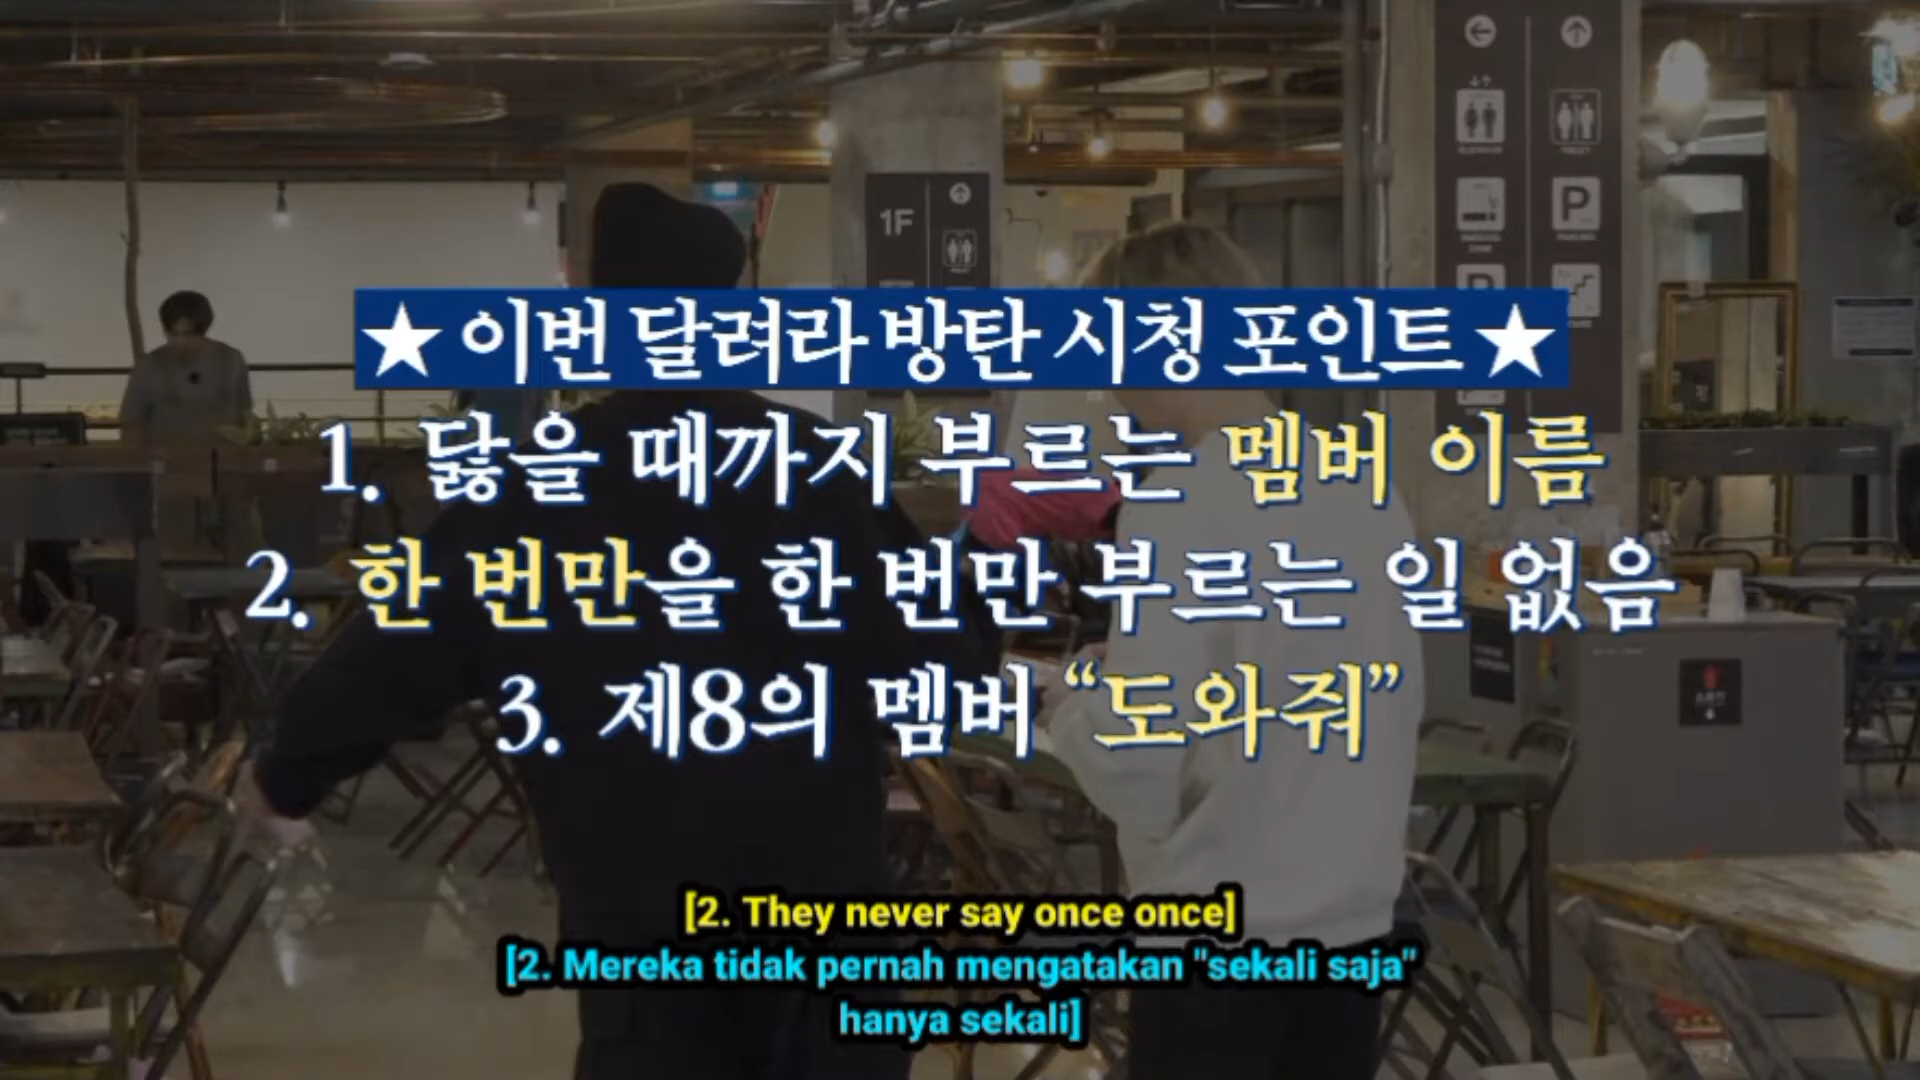 1F
P
★ 이번 달려라 방탄 시청 포인트 ★
1. 닳을 때까지 부르는 멤버 이름
2. 한 번만을 한 번만 부르는 일 없음
3. 제8의 멤버 “도와줘”
[2. They never say once once]
[2. Mereka tidak pernah mengatakan "sekali saja"
hanya sekali]